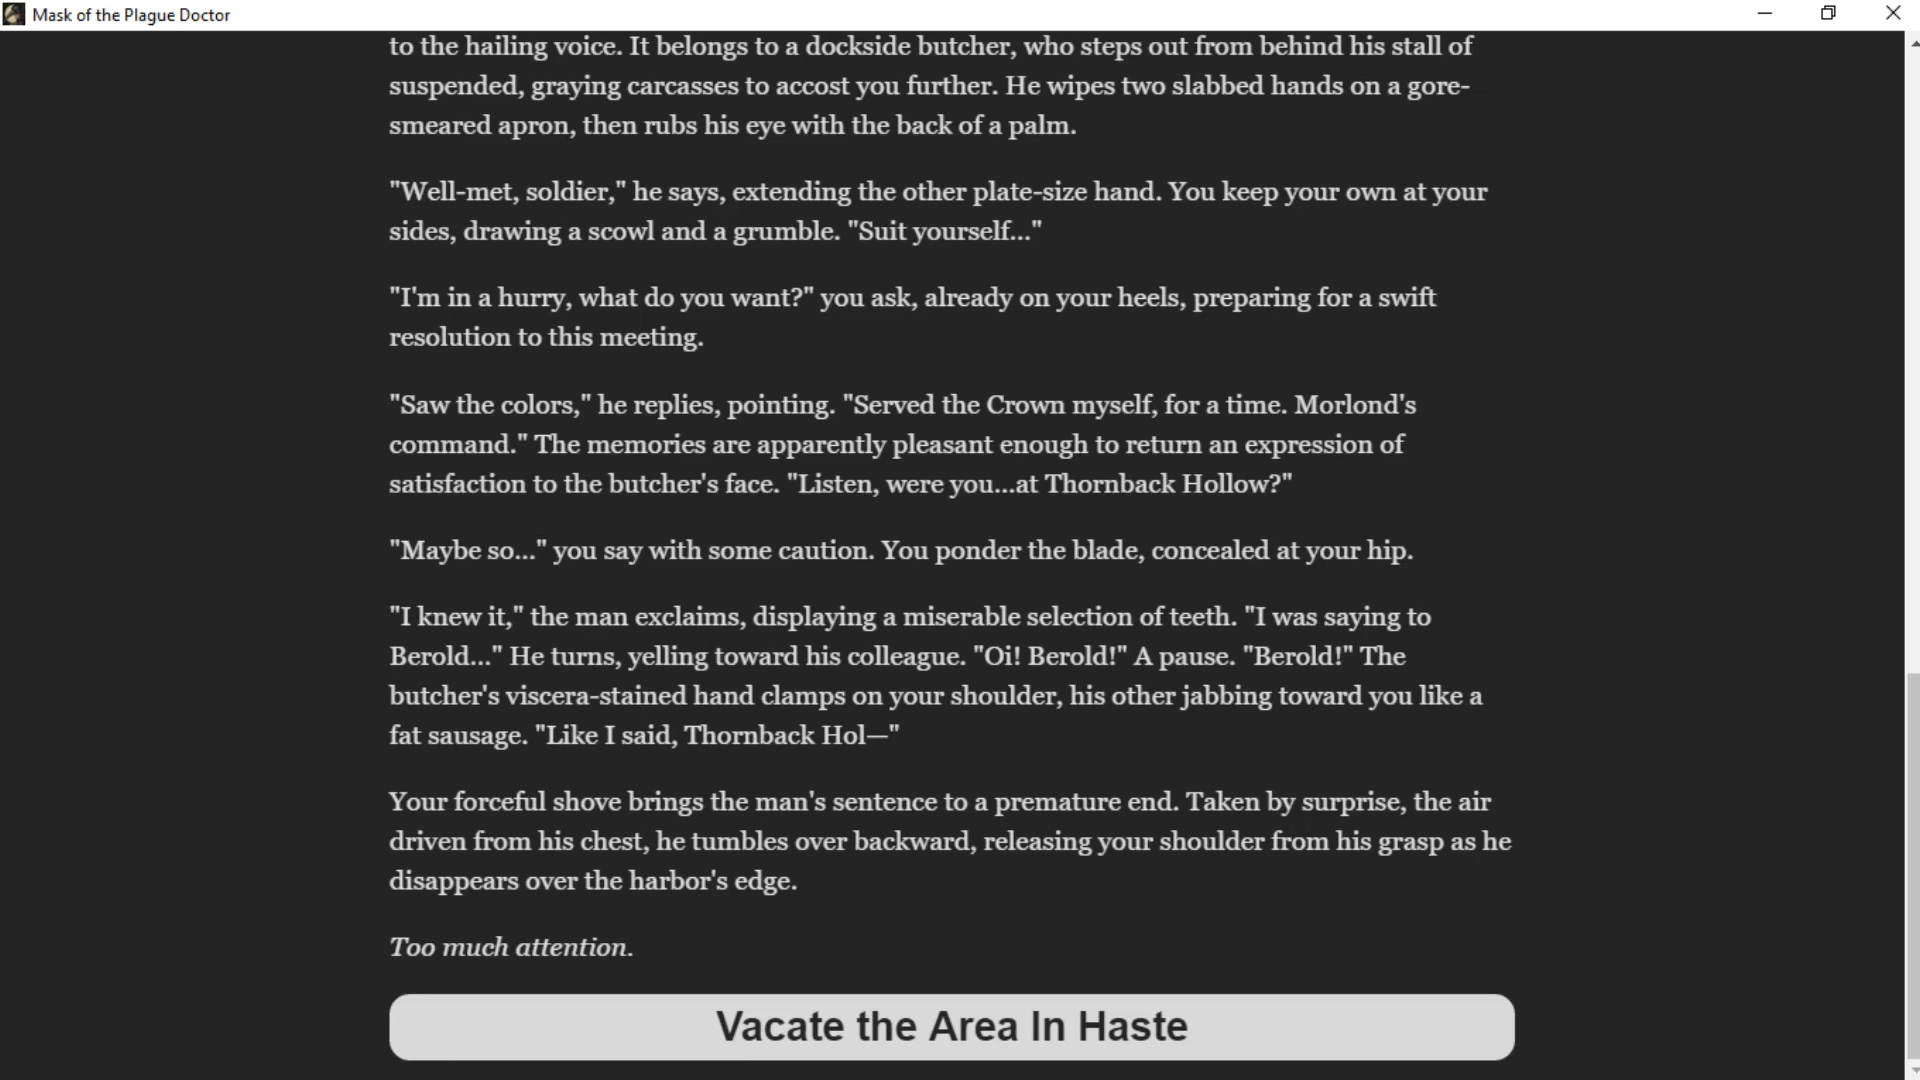 Mask of the Plague Doctor
to the hailing voice. It belongs to a dockside butcher, who steps out from behind his stall of
suspended, graying carcasses to accost you further. He wipes two slabbed hands on a gore-
smeared apron, then rubs his eye with the back of a palm.
"Well-met, soldier," he says, extending the other plate-size hand. You keep your own at your
sides, drawing a scowl and a grumble. "Suit yourself..."
"I'm in a hurry, what do you want?" you ask, already on your heels, preparing for a swift
resolution to this meeting.
"Saw the colors," he replies, pointing. "Served the Crown myself, for a time. Morlond's
command." The memories are apparently pleasant enough to return an expression of
satisfaction to the butcher's face. "Listen, were you...at Thornback Hollow?"
"Maybe so..." you say with some caution. You ponder the blade, concealed at your hip.
"I knew it," the man exclaims, displaying a miserable selection of teeth. "I was saying to
Berold..." He turns, yelling toward his colleague. "Oi! Berold!" A pause. "Berold!" The
butcher's viscera-stained hand clamps on your shoulder, his other jabbing toward you like a
fat sausage. "Like I said, Thornback Hol—"
Your forceful shove brings the man's sentence to a premature end. Taken by surprise, the air
driven from his chest, he tumbles over backward, releasing your shoulder from his grasp as he
disappears over the harbor's edge.
Too much attention.
Vacate the Area In Haste